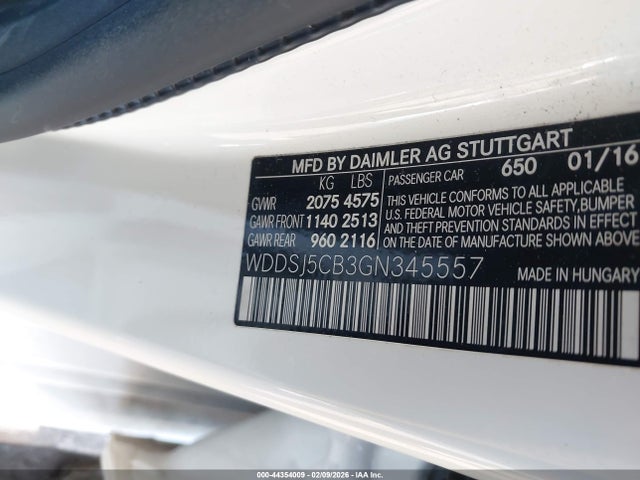 MFD BY DAIMLER AG STUTTGART
KG LBS PASSENGER CAR 650 01/16
GVWR 2075 4575
GAWR FRONT 1140 2513
GAWR REAR 960 2116
THIS VEHICLE CONFORMS TO ALL APPLICABLE
U.S. FEDERAL MOTOR VEHICLE SAFETY,BUMPER
AND THEFT PREVENTION STANDARDS IN EFFECT
ON THE DATE OF MANUFACTURE SHOWN ABOVE
WDDSJ5CB3GN345557
MADE IN HUNGARY
000-44354009 - 02/09/2026 - IAAI.CA